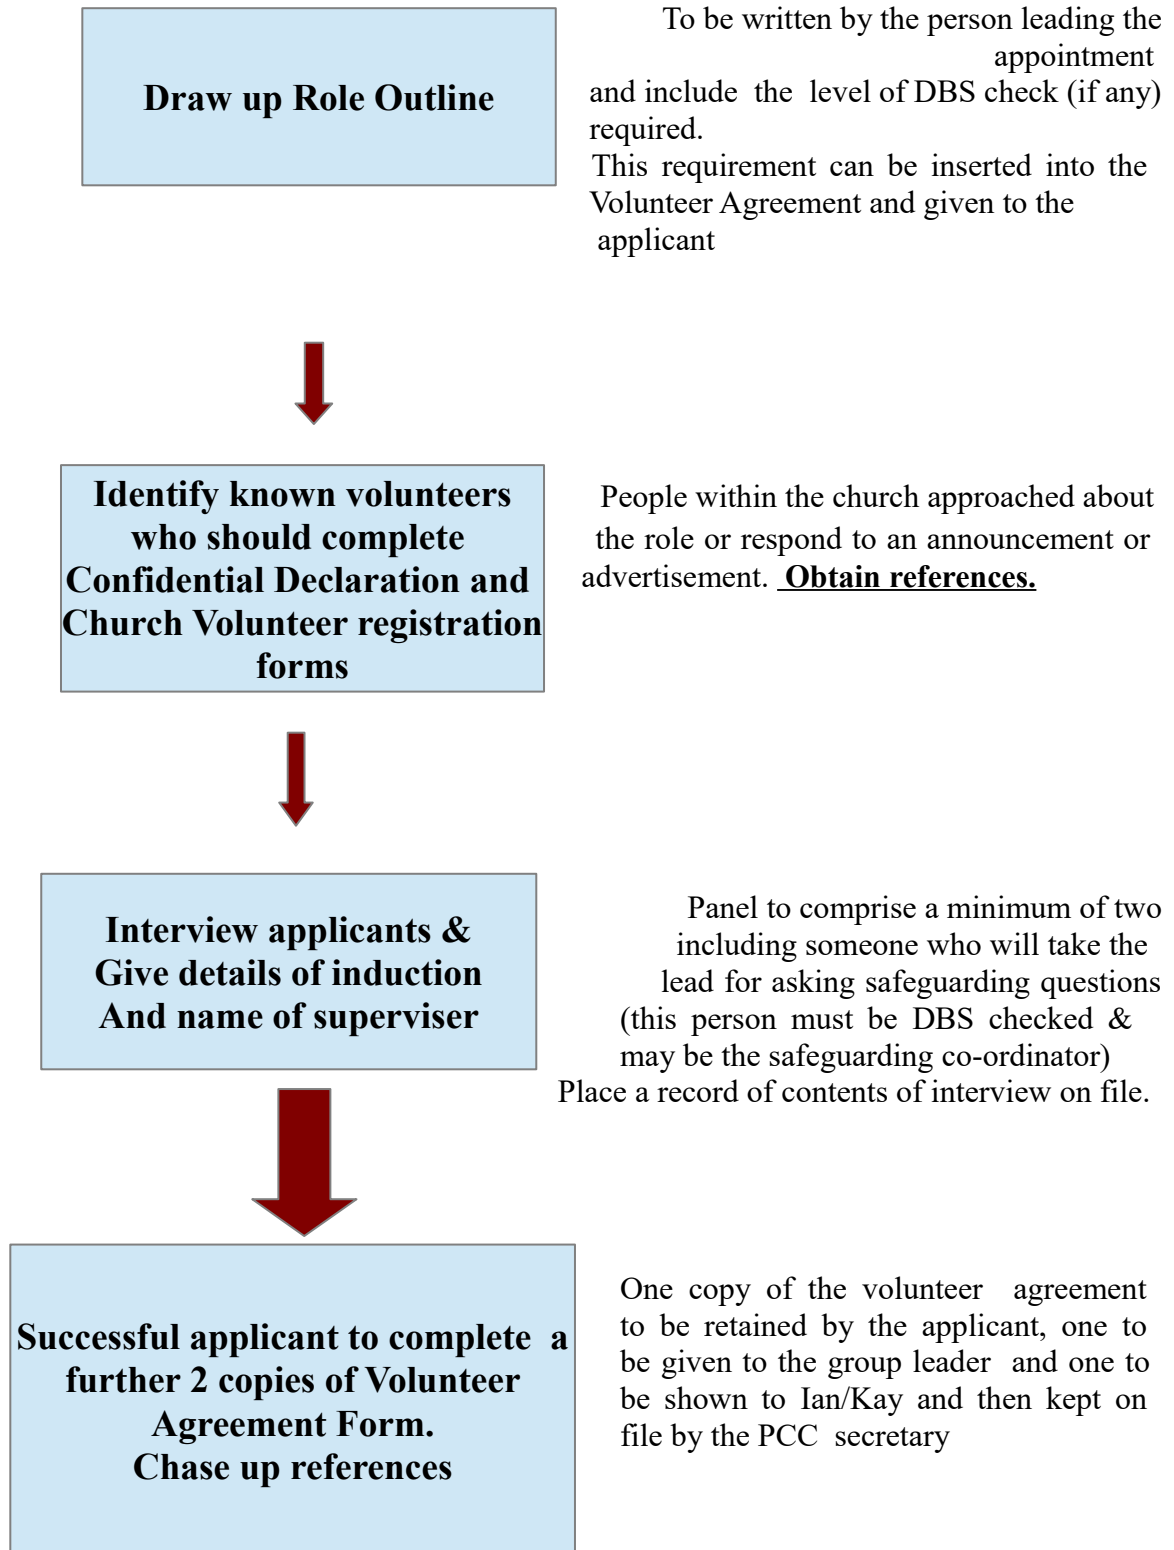 Draw up Role Outline
To be written by the person leading the
appointment
and include the level of DBS check (if any)
required.
This requirement can be inserted into the
Volunteer Agreement and given to the
applicant
Identify known volunteers
who should complete
Confidential Declaration and
Church Volunteer registration
forms
People within the church approached about
the role or respond to an announcement or
advertisement. Obtain references.
Interview applicants &
Give details of induction
And name of superviser
Panel to comprise a minimum of two
including someone who will take the
lead for asking safeguarding questions
(this person must be DBS checked &
may be the safeguarding co-ordinator)
Place a record of contents of interview on file.
Successful applicant to complete a
further 2 copies of Volunteer
Agreement Form.
Chase up references
One copy of the volunteer agreement
to be retained by the applicant, one to
be given to the group leader and one to
be shown to Ian/Kay and then kept on
file by the PCC secretary